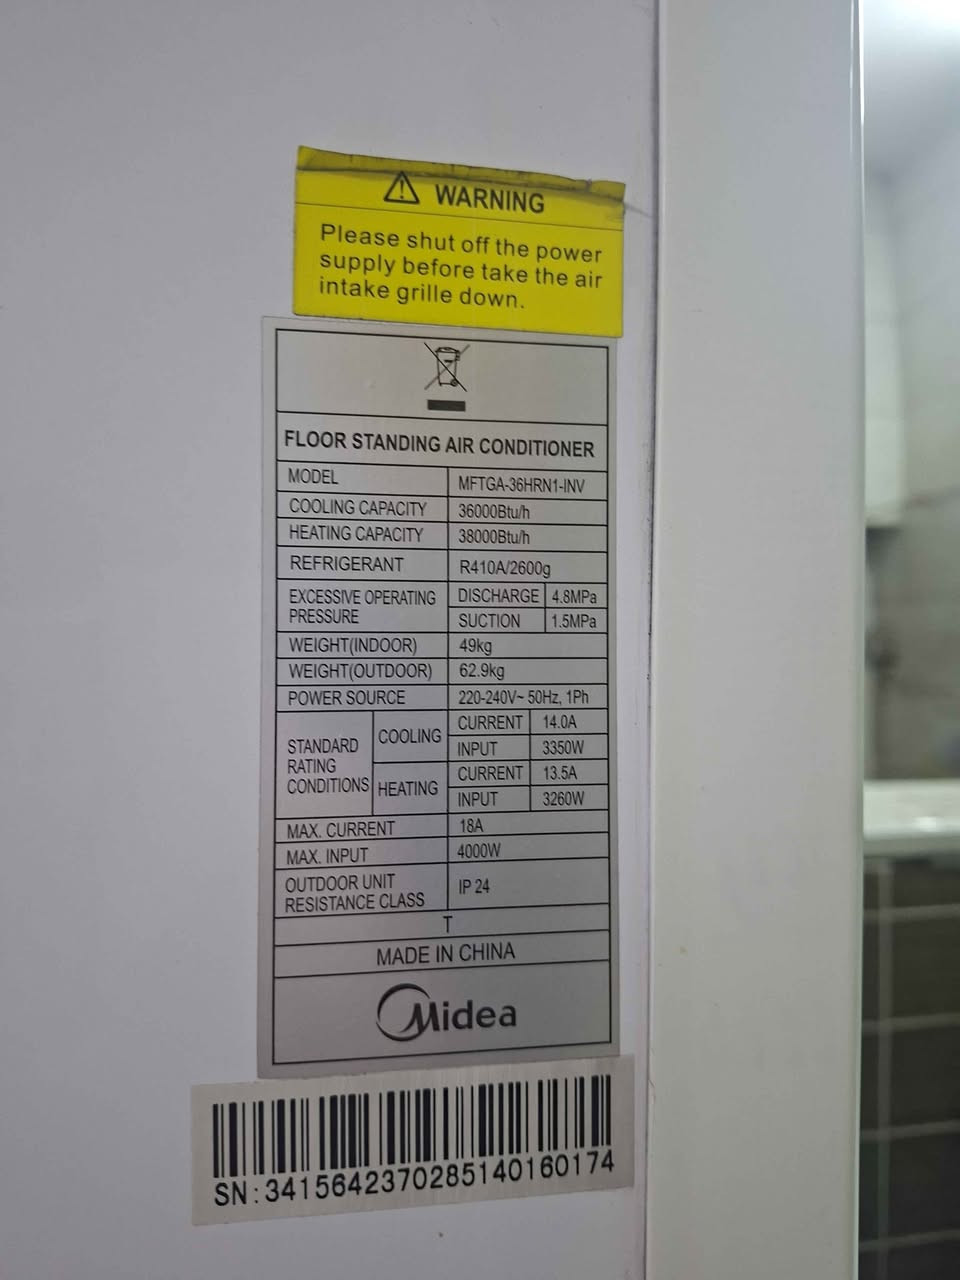 WARNING
Please shut off the power
supply before take the air
intake grille down.
FLOOR STANDING AIR CONDITIONER
MODEL MFTGA-36HRN1-INV
COOLING CAPACITY 36000Btu/h
HEATING CAPACITY 38000Btu/h
REFRIGERANT R410A/2600g
EXCESSIVE OPERATING PRESSURE DISCHARGE 4.8MPa
SUCTION 1.5MPa
WEIGHT(INDOOR) 49kg
WEIGHT(OUTDOOR) 62.9kg
POWER SOURCE 220-240V~ 50Hz, 1Ph
STANDARD RATING CONDITIONS COOLING CURRENT 14.0A
INPUT 3350W
HEATING CURRENT 13.5A
INPUT 3260W
MAX. CURRENT 18A
MAX. INPUT 4000W
OUTDOOR UNIT RESISTANCE CLASS IP 24
T
MADE IN CHINA
Midea
SN:3415642370285140160174